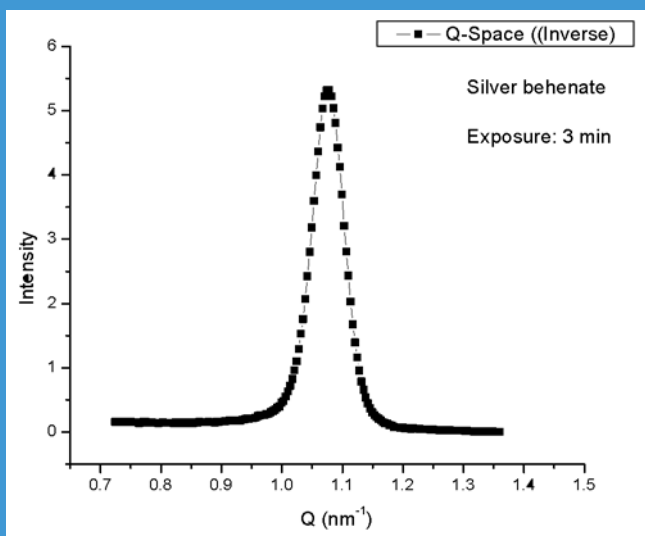 Q-Space ((Inverse)
Silver behenate
Exposure: 3 min
6
5
4
3
2
1
0
Intensity
0.7 0.8 0.9 1.0 1.1 1.2 1.3 1.4 1.5
Q (nm⁻¹)